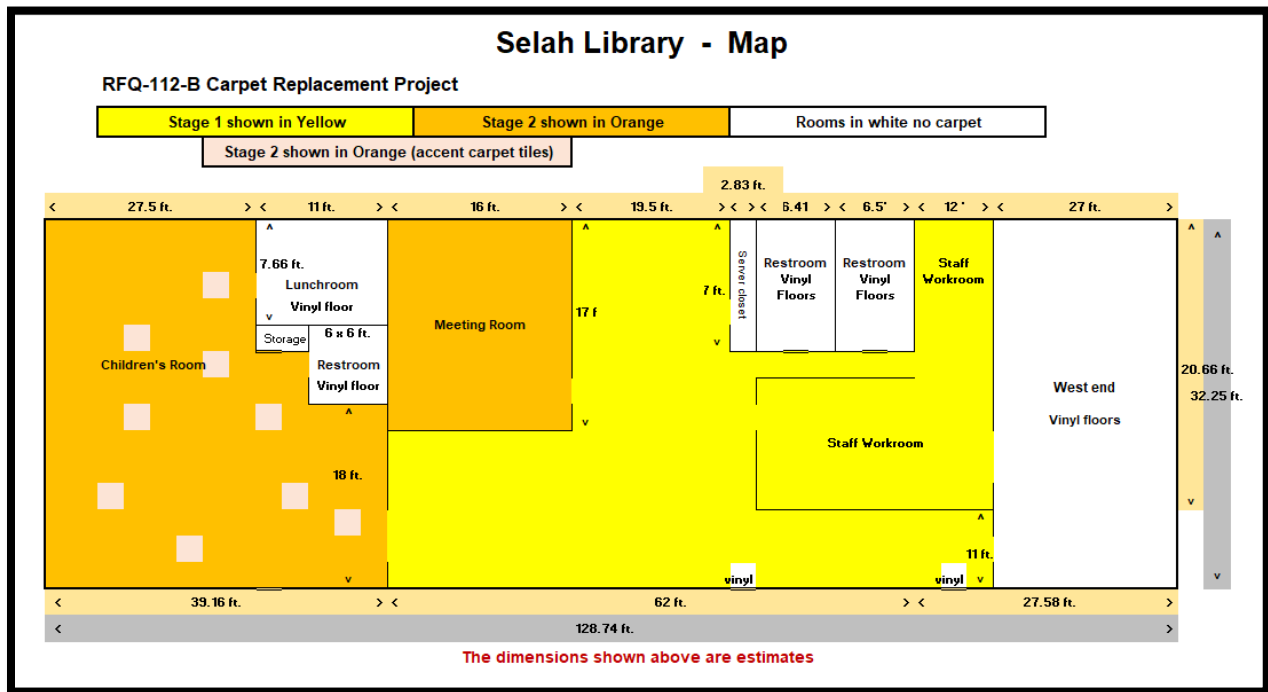 Selah Library - Map
RFQ-112-B Carpet Replacement Project
Stage 1 shown in Yellow
Stage 2 shown in Orange
Rooms in white no carpet
Stage 2 shown in Orange (accent carpet tiles)
2.83 ft.
< 27.5 ft. > < 11 ft. > < 16 ft. > < 19.5 ft. > < > < 6.41 > < 6.5' > < 12 ' > < 27 ft. >
7.66 ft.
Lunchroom
Vinyl floor
Storage
6 x 6 ft.
Restroom
Vinyl floor
Children's Room
18 ft.
Meeting Room
17 f
7 ft.
Server closet
Restroom
Vinyl
Floors
Restroom
Vinyl
Floors
Staff
Workroom
Staff Workroom
11 ft.
vinyl
vinyl
West end
Vinyl floors
20.66 ft.
32.25 ft.
< 39.16 ft. > < 62 ft. > < 27.58 ft. >
< 128.74 ft. >
The dimensions shown above are estimates